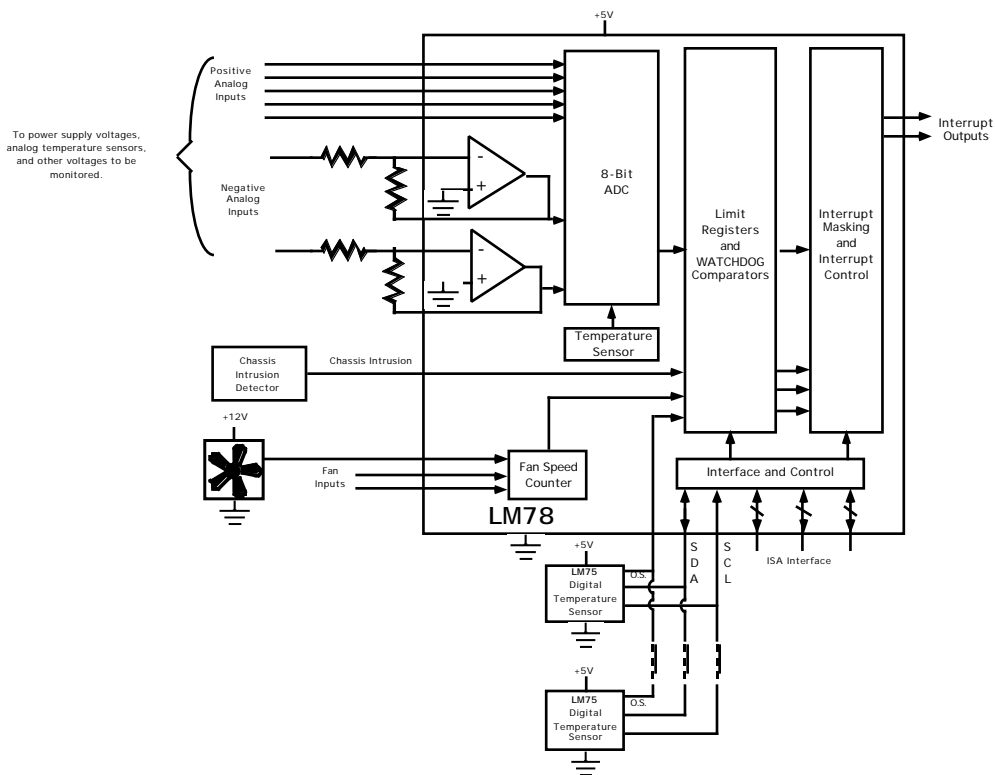 +5V
Positive
Analog
Inputs
To power supply voltages,
analog temperature sensors,
and other voltages to be
monitored.
Negative
Analog
Inputs
-
+
-
+
8-Bit
ADC
Limit
Registers
and
WATCHDOG
Comparators
Interrupt
Masking
and
Interrupt
Control
Interrupt
Outputs
Temperature
Sensor
Chassis
Intrusion
Detector
Chassis Intrusion
+12V
Fan
Inputs
Fan Speed
Counter
Interface and Control
LM78
SDA
SCL
ISA Interface
+5V
LM75
Digital
Temperature
Sensor
O.S.
+5V
LM75
Digital
Temperature
Sensor
O.S.